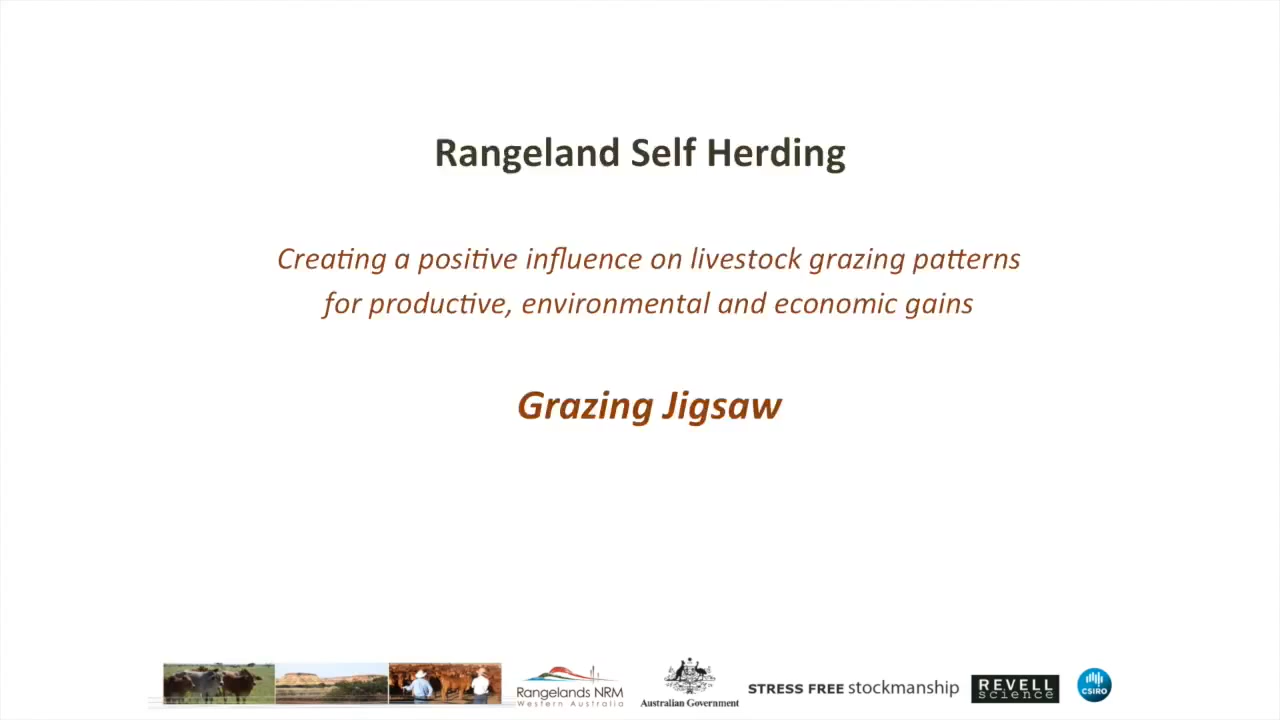 Rangeland Self Herding
Creating a positive influence on livestock grazing patterns
for productive, environmental and economic gains
Grazing Jigsaw
Rangelands NRM
Western Australia
Australian Government
STRESS FREE stockmanship
REVELL
science
CSIRO